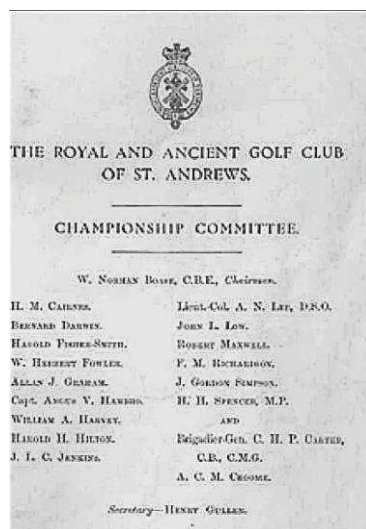 THE ROYAL AND ANCIENT GOLF CLUB
OF ST. ANDREWS.
CHAMPIONSHIP COMMITTEE.
W. NORMAN BOASE, C.B.E., Chairman.
H. M. CAIRNES.
BERNARD DARWIN.
HAROLD FISHER-SMITH.
W. HERBERT FOWLER.
ALLAN J. GRAHAM.
Capt. ANGUS V. HAMBRO.
WILLIAM A. HARVEY.
HAROLD H. HILTON.
J. L. C. JENKINS.
Lieut.-Col. A. N. LEE, D.S.O.
JOHN L. LOW.
ROBERT MAXWELL.
F. M. RICHARDSON.
J. GORDON SIMPSON.
H. H. SPENCER, M.P.
AND
Brigadier-Gen. C. H. P. CARTER,
C.B., C.M.G.
A. C. M. CROOME.
Secretary—HENRY GULLEN.